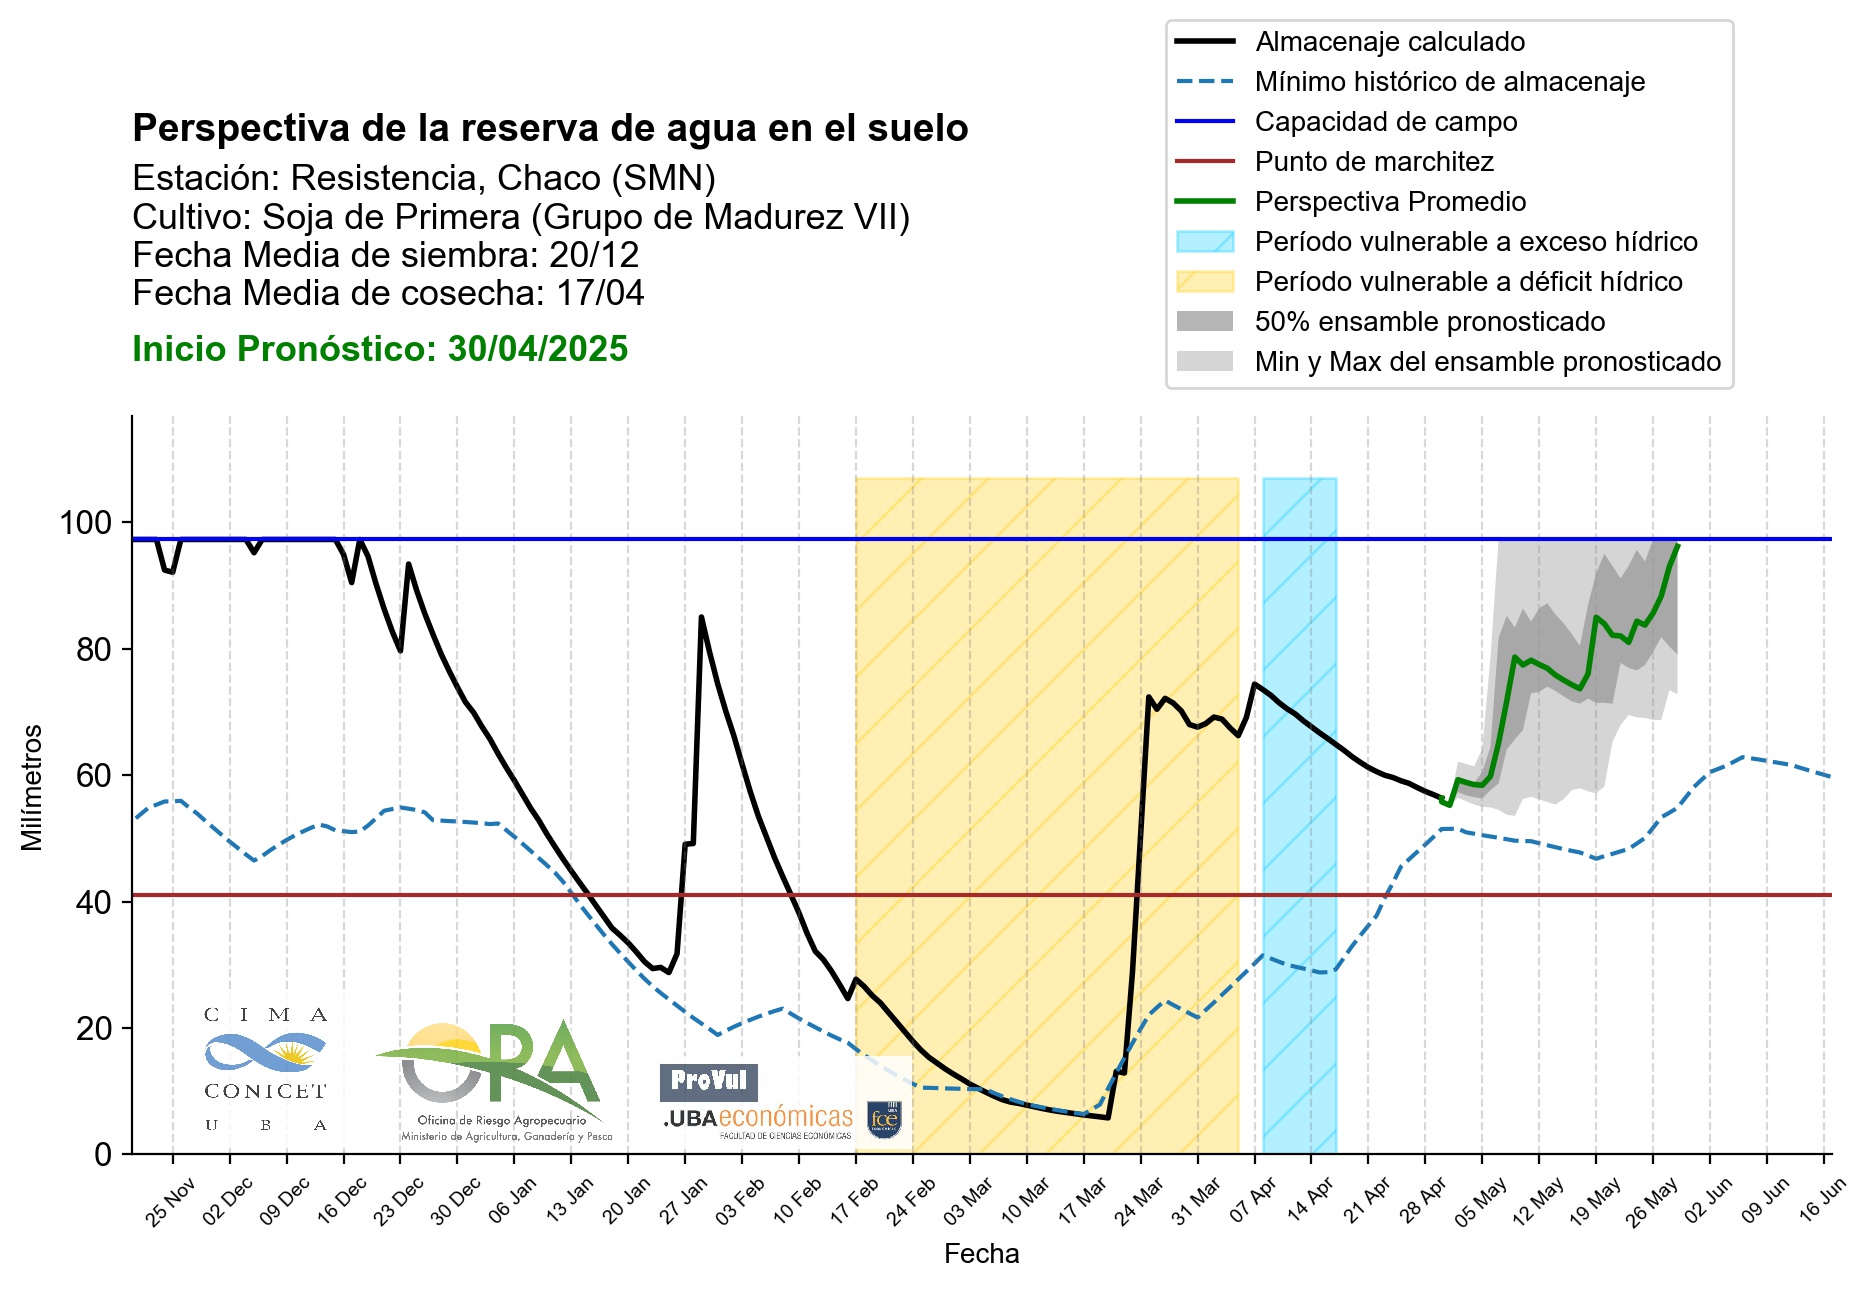 Almacenaje calculado
Mínimo histórico de almacenaje
Capacidad de campo
Punto de marchitez
Perspectiva Promedio
Período vulnerable a exceso hídrico
Período vulnerable a déficit hídrico
50% ensamble pronosticado
Min y Max del ensamble pronosticado
Perspectiva de la reserva de agua en el suelo
Estación: Resistencia, Chaco (SMN)
Cultivo: Soja de Primera (Grupo de Madurez VII)
Fecha Media de siembra: 20/12
Fecha Media de cosecha: 17/04
Inicio Pronóstico: 30/04/2025
Milímetros
100
80
60
40
20
0
CIMA
CONICET
UBA
ORA
Oficina de Riesgo Agropecuario
Ministerio de Agricultura, Ganadería y Pesca
ProVul
.UBAeconómicas
FACULTAD DE CIENCIAS ECONÓMICAS
UBA
fce
25 Nov
02 Dec
09 Dec
16 Dec
23 Dec
30 Dec
06 Jan
13 Jan
20 Jan
27 Jan
03 Feb
10 Feb
17 Feb
24 Feb
03 Mar
10 Mar
17 Mar
24 Mar
31 Mar
07 Apr
14 Apr
21 Apr
28 Apr
05 May
12 May
19 May
26 May
02 Jun
09 Jun
16 Jun
Fecha